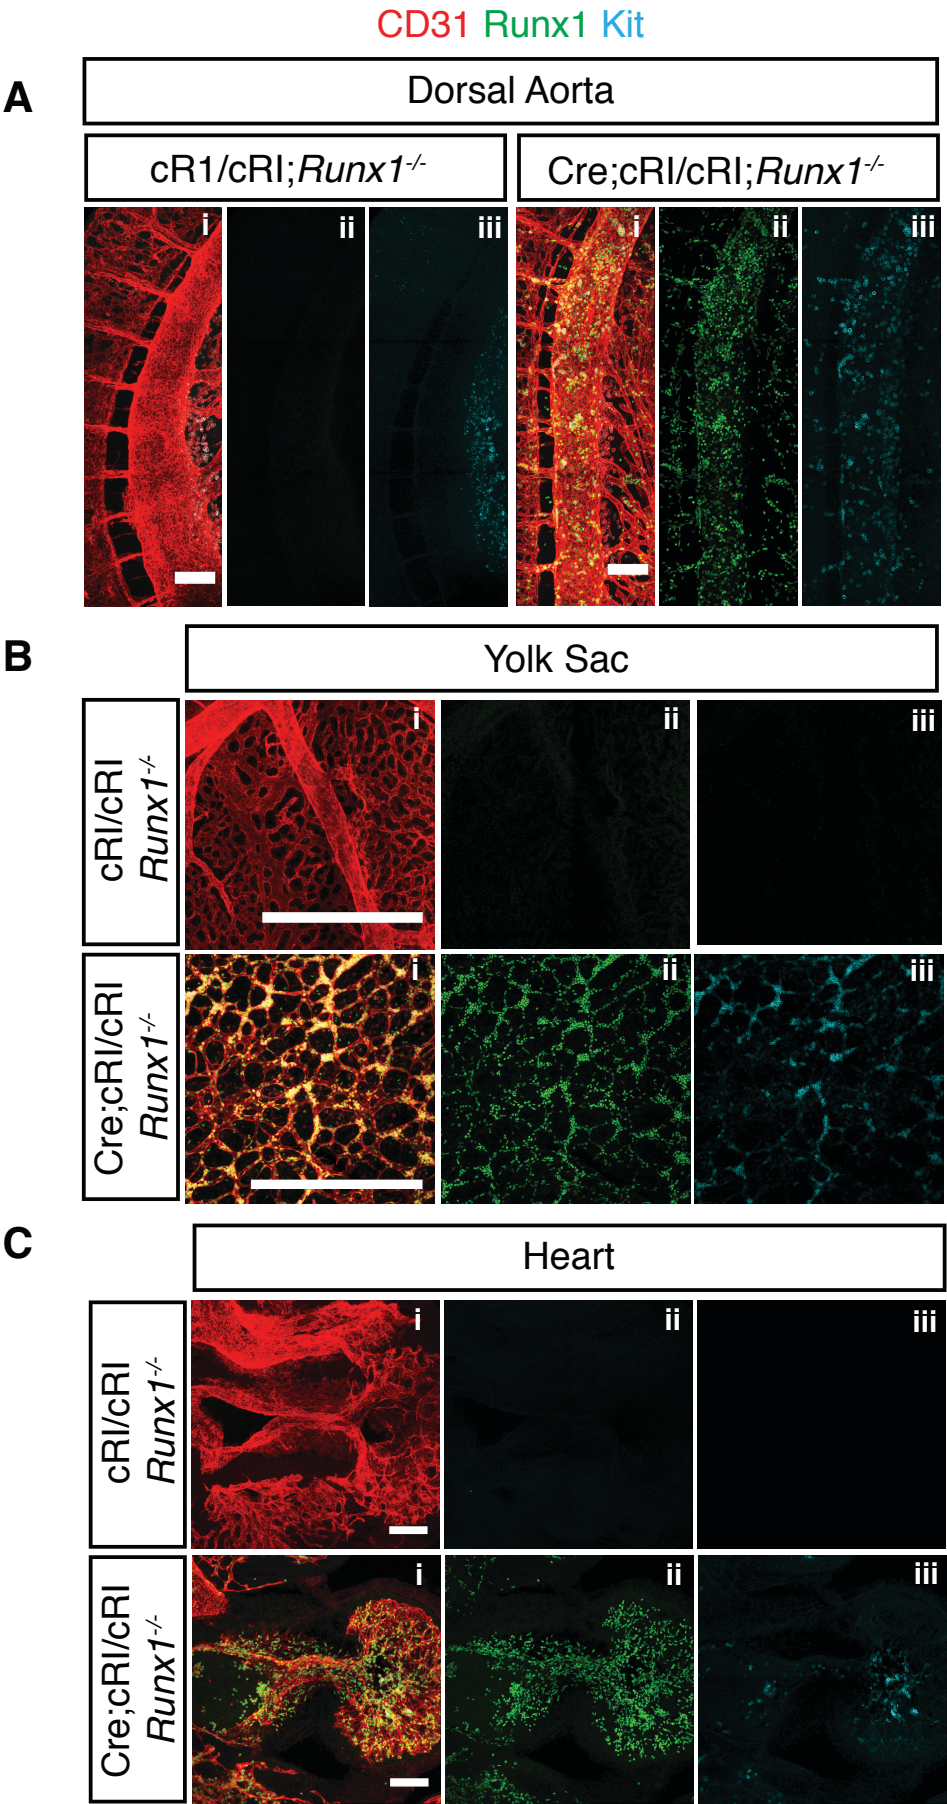 CD31 Runx1 Kit
A
Dorsal Aorta
cR1/cRI;Runx1-/-
Cre;cRI/cRI;Runx1-/-
i
ii
iii
i
ii
iii
B
Yolk Sac
cRI/cRI
Runx1-/-
i
ii
iii
Cre;cRI/cRI
Runx1-/-
i
ii
iii
C
Heart
cRI/cRI
Runx1-/-
i
ii
iii
Cre;cRI/cRI
Runx1-/-
i
ii
iii